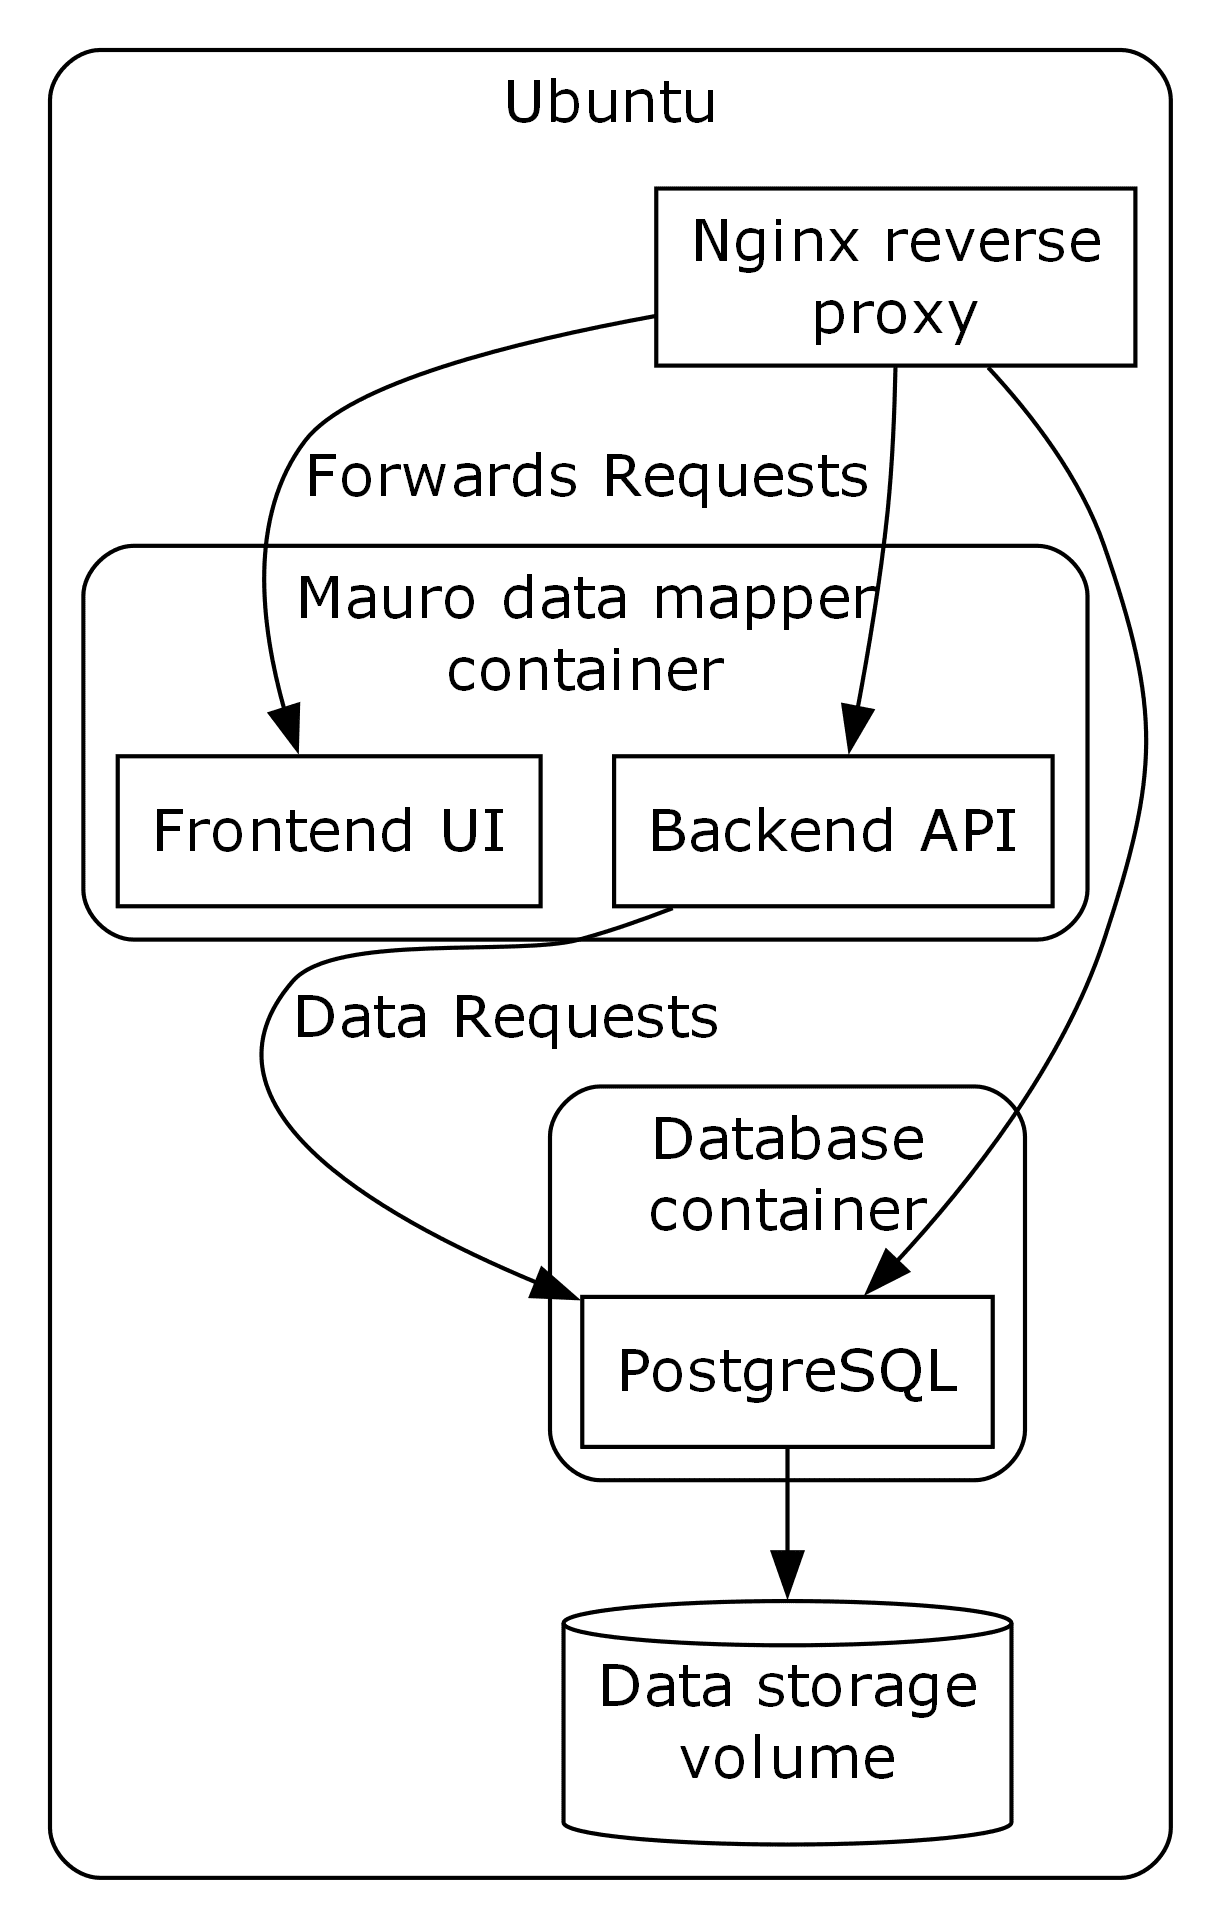 Ubuntu
Nginx reverse
proxy
Forwards Requests
Mauro data mapper
container
Frontend UI
Backend API
Data Requests
Database
container
PostgreSQL
Data storage
volume